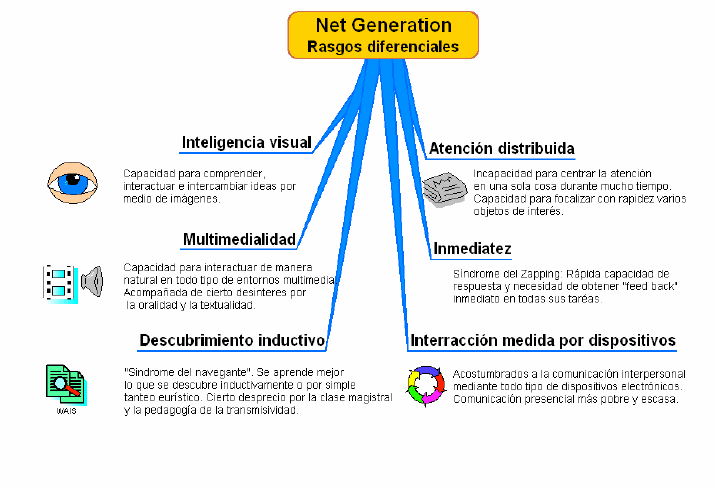 Net Generation
Rasgos diferenciales
Inteligencia visual
Capacidad para comprender,
interactuar e intercambiar ideas por
medio de imágenes.
Multimedialidad
Capacidad para interactuar de manera
natural en todo tipo de entornos multimedia.
Acompañada de cierto desinteres por
la oralidad y la textualidad.
Descubrimiento inductivo
"Sindrome del navegante". Se aprende mejor
lo que se descubre inductivamente o por simple
tanteo eurístico. Cierto desprecio por la clase magistral
y la pedagogía de la transmisividad.
WAIS
Atención distribuida
Incapacidad para centrar la atención
en una sola cosa durante mucho tiempo.
Capacidad para focalizar con rapidez varios
objetos de interés.
Inmediatez
Síndrome del Zapping: Rápida capacidad de
respuesta y necesidad de obtener "feed back"
inmediato en todas sus taréas.
Interracción medida por dispositivos
Acostumbrados a la comunicación interpersonal
mediante todo tipo de dispositivos electrónicos.
Comunicación presencial más pobre y escasa.